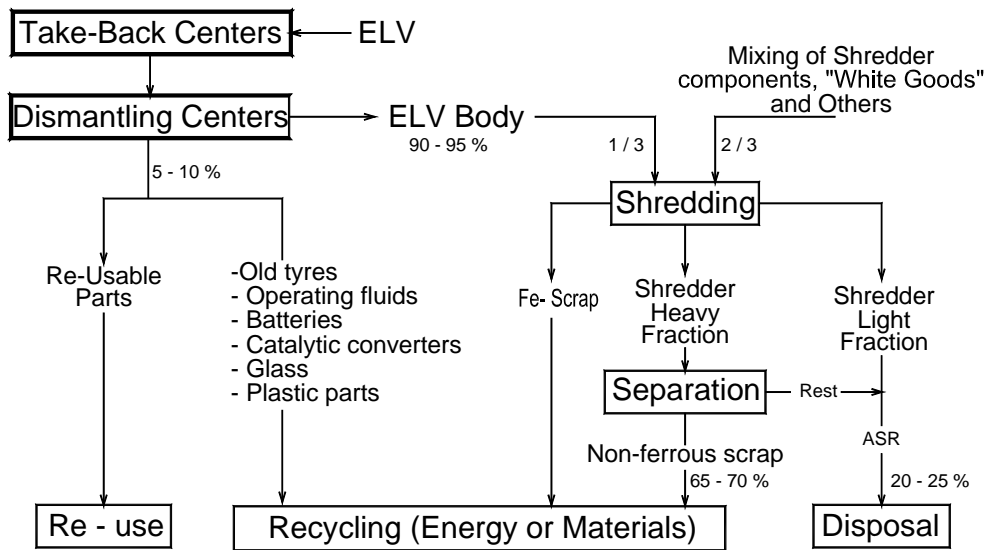 Take-Back Centers
ELV
Mixing of Shredder
components, "White Goods"
and Others
Dismantling Centers
ELV Body
90 - 95 %
1 / 3
2 / 3
5 - 10 %
Shredding
Re-Usable
Parts
-Old tyres
- Operating fluids
- Batteries
- Catalytic converters
- Glass
- Plastic parts
Fe- Scrap
Shredder
Heavy
Fraction
Shredder
Light
Fraction
Separation
Rest
ASR
Non-ferrous scrap
65 - 70 %
20 - 25 %
Re - use
Recycling (Energy or Materials)
Disposal